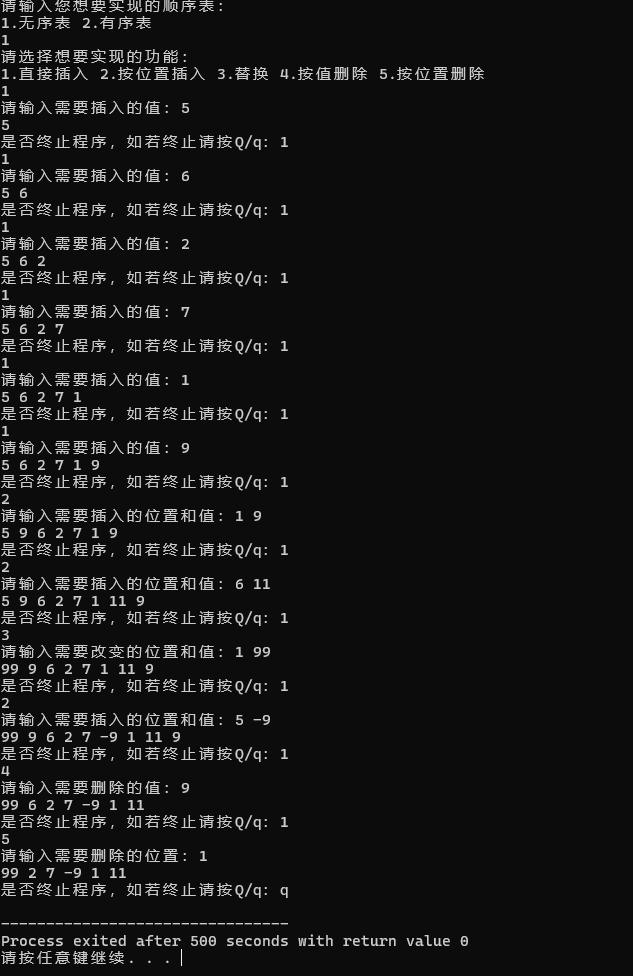 请输入您想要实现的顺序表:
1.无序表 2.有序表
1
请选择想要实现的功能:
1.直接插入 2.按位置插入 3.替换 4.按值删除 5.按位置删除
1
请输入需要插入的值: 5
5
是否终止程序, 如若终止请按Q/q: 1
1
请输入需要插入的值: 6
5 6
是否终止程序, 如若终止请按Q/q: 1
1
请输入需要插入的值: 2
5 6 2
是否终止程序, 如若终止请按Q/q: 1
1
请输入需要插入的值: 7
5 6 2 7
是否终止程序, 如若终止请按Q/q: 1
1
请输入需要插入的值: 1
5 6 2 7 1
是否终止程序, 如若终止请按Q/q: 1
1
请输入需要插入的值: 9
5 6 2 7 1 9
是否终止程序, 如若终止请按Q/q: 1
2
请输入需要插入的位置和值: 1 9
5 9 6 2 7 1 9
是否终止程序, 如若终止请按Q/q: 1
2
请输入需要插入的位置和值: 6 11
5 9 6 2 7 1 11 9
是否终止程序, 如若终止请按Q/q: 1
3
请输入需要改变的位置和值: 1 99
99 9 6 2 7 1 11 9
是否终止程序, 如若终止请按Q/q: 1
2
请输入需要插入的位置和值: 5 -9
99 9 6 2 7 -9 1 11 9
是否终止程序, 如若终止请按Q/q: 1
4
请输入需要删除的值: 9
99 6 2 7 -9 1 11
是否终止程序, 如若终止请按Q/q: 1
5
请输入需要删除的位置: 1
99 2 7 -9 1 11
是否终止程序, 如若终止请按Q/q: q
--------------------------------
Process exited after 500 seconds with return value 0
请按任意键继续. . .